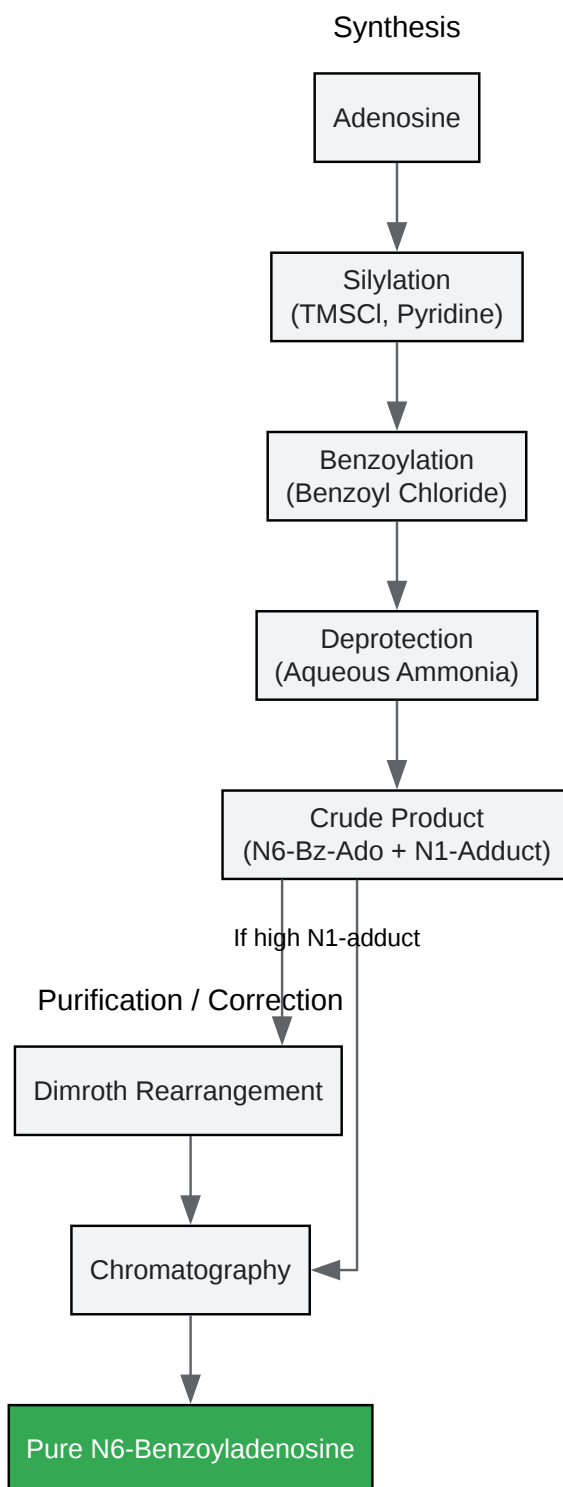 Synthesis
Adenosine
Silylation
(TMSCl, Pyridine)
Benzoylation
(Benzoyl Chloride)
Deprotection
(Aqueous Ammonia)
Crude Product
(N6-Bz-Ado + N1-Adduct)
If high N1-adduct
Purification / Correction
Dimroth Rearrangement
Chromatography
Pure N6-Benzoyladenosine